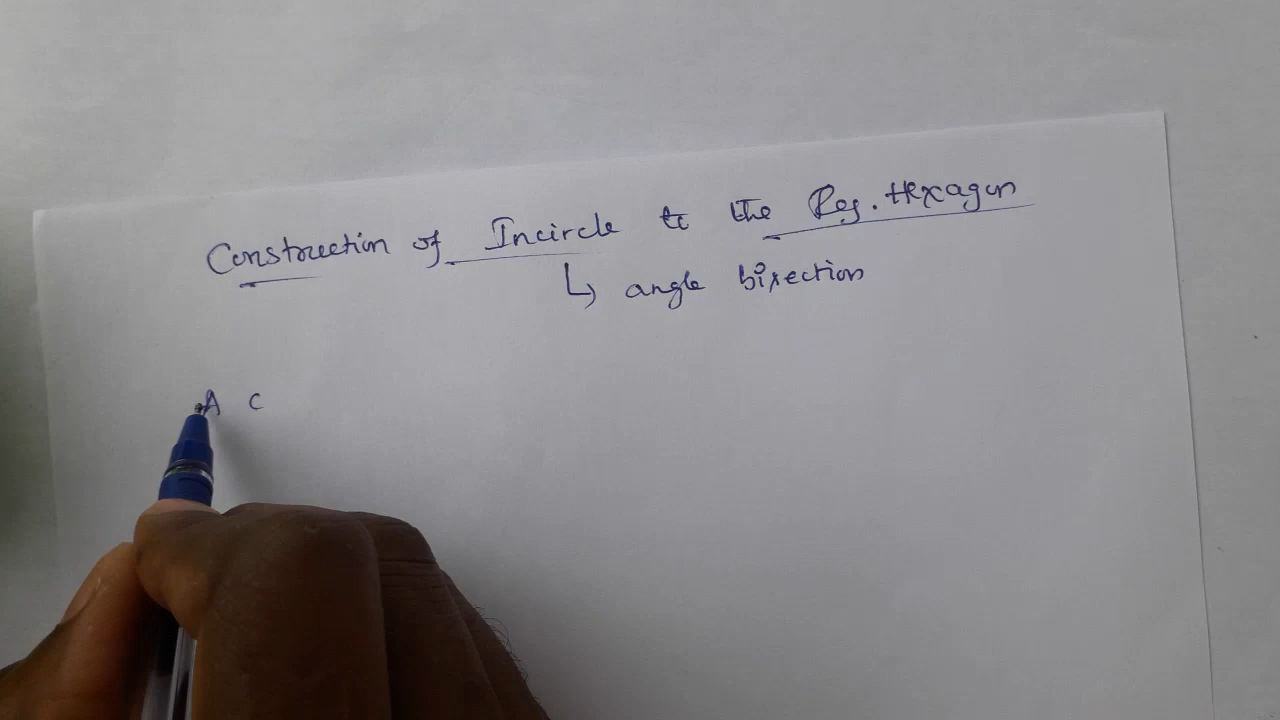 Construction of Incircle to the Reg. Hexagon
↳ angle bisection
A C